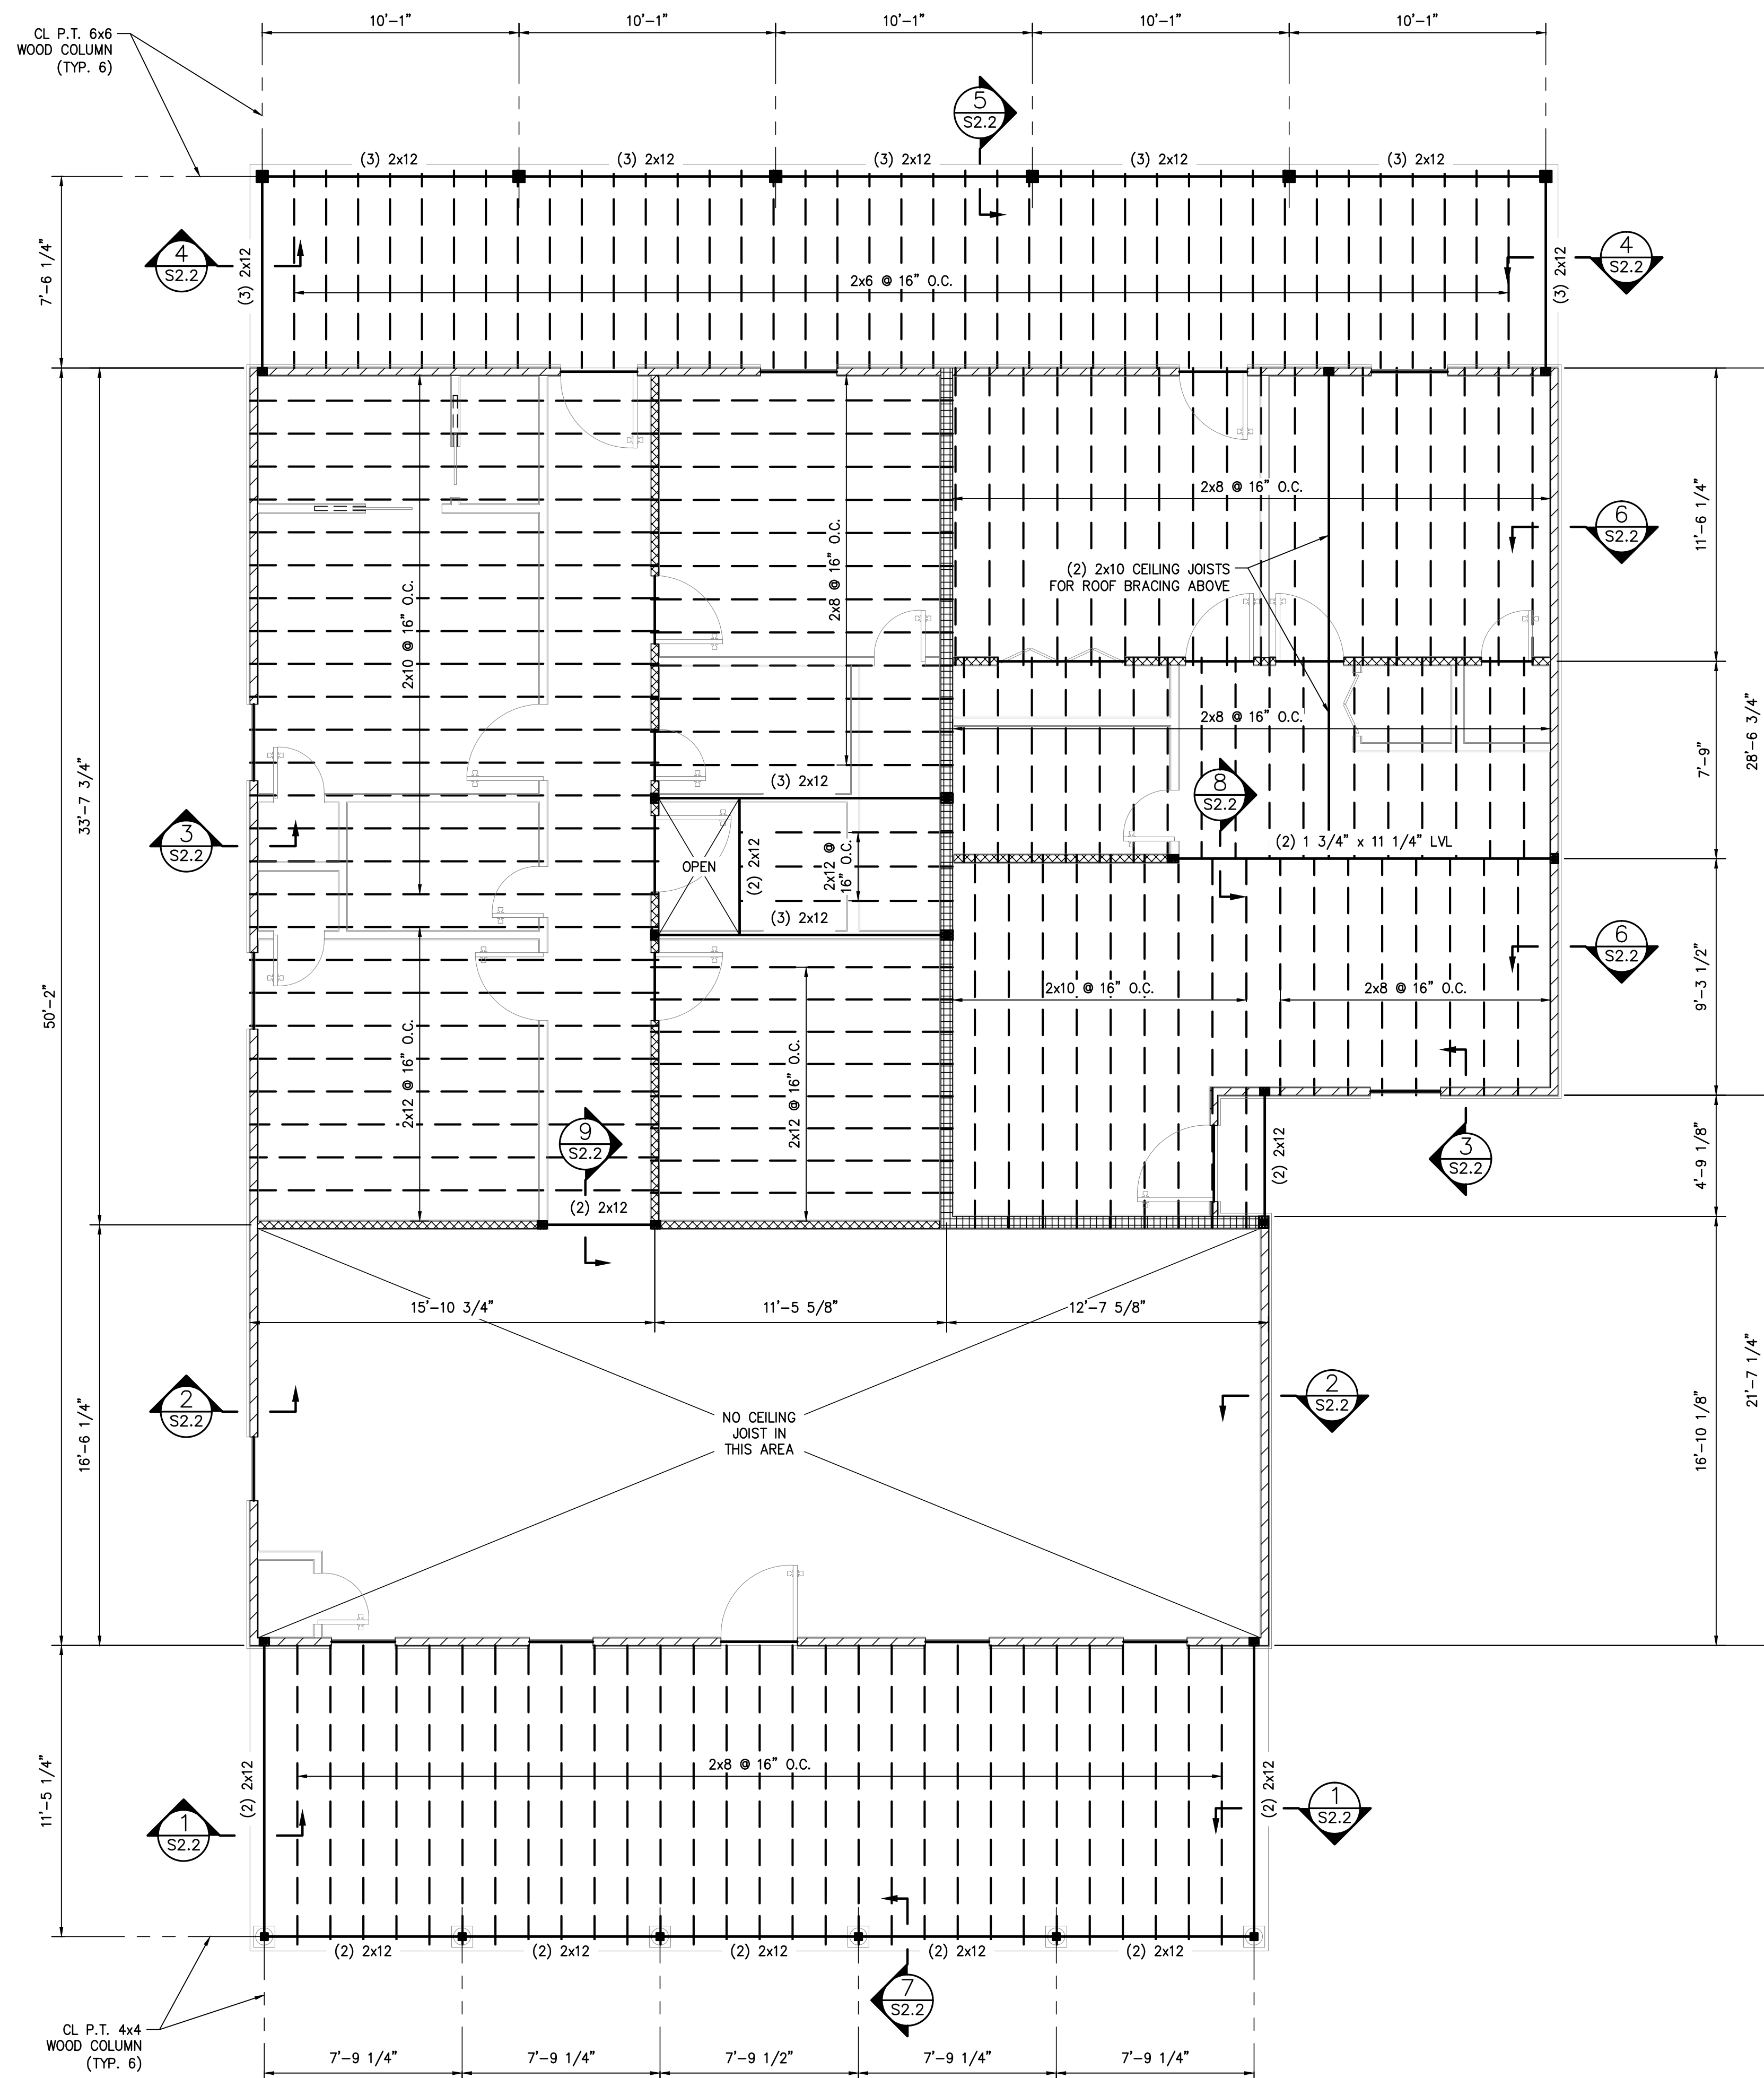 10'-1"
10'-1"
10'-1"
10'-1"
10'-1"
CL P.T. 6x6
WOOD COLUMN
(TYP. 6)
5
S2.2
(3) 2x12
(3) 2x12
(3) 2x12
(3) 2x12
(3) 2x12
7'-6 1/4"
4
S2.2
(3) 2x12
2x6 @ 16" O.C.
(3) 2x12
4
S2.2
33'-7 3/4"
50'-2"
2x10 @ 16" O.C.
2x8 @ 16" O.C.
2x8 @ 16" O.C.
(2) 2x10 CEILING JOISTS
FOR ROOF BRACING ABOVE
6
S2.2
11'-6 1/4"
28'-6 3/4"
2x8 @ 16" O.C.
7'-9"
3
S2.2
(3) 2x12
OPEN
(2) 2x12
2x12 @
16" O.C.
(3) 2x12
8
S2.2
(2) 1 3/4" x 11 1/4" LVL
6
S2.2
9'-3 1/2"
2x10 @ 16" O.C.
2x8 @ 16" O.C.
2x12 @ 16" O.C.
2x12 @ 16" O.C.
9
S2.2
(2) 2x12
(2) 2x12
3
S2.2
4'-9 1/8"
15'-10 3/4"
11'-5 5/8"
12'-7 5/8"
2
S2.2
2
S2.2
16'-6 1/4"
NO CEILING
JOIST IN
THIS AREA
16'-10 1/8"
21'-7 1/4"
11'-5 1/4"
1
S2.2
(2) 2x12
2x8 @ 16" O.C.
(2) 2x12
1
S2.2
(2) 2x12
(2) 2x12
(2) 2x12
(2) 2x12
(2) 2x12
7
S2.2
CL P.T. 4x4
WOOD COLUMN
(TYP. 6)
7'-9 1/4"
7'-9 1/4"
7'-9 1/2"
7'-9 1/4"
7'-9 1/4"